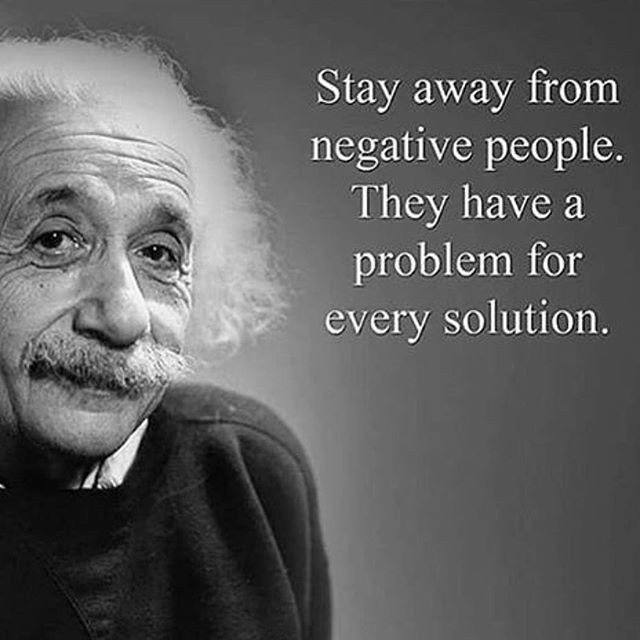 Stay away from
negative people.
They have a
problem for
every solution.